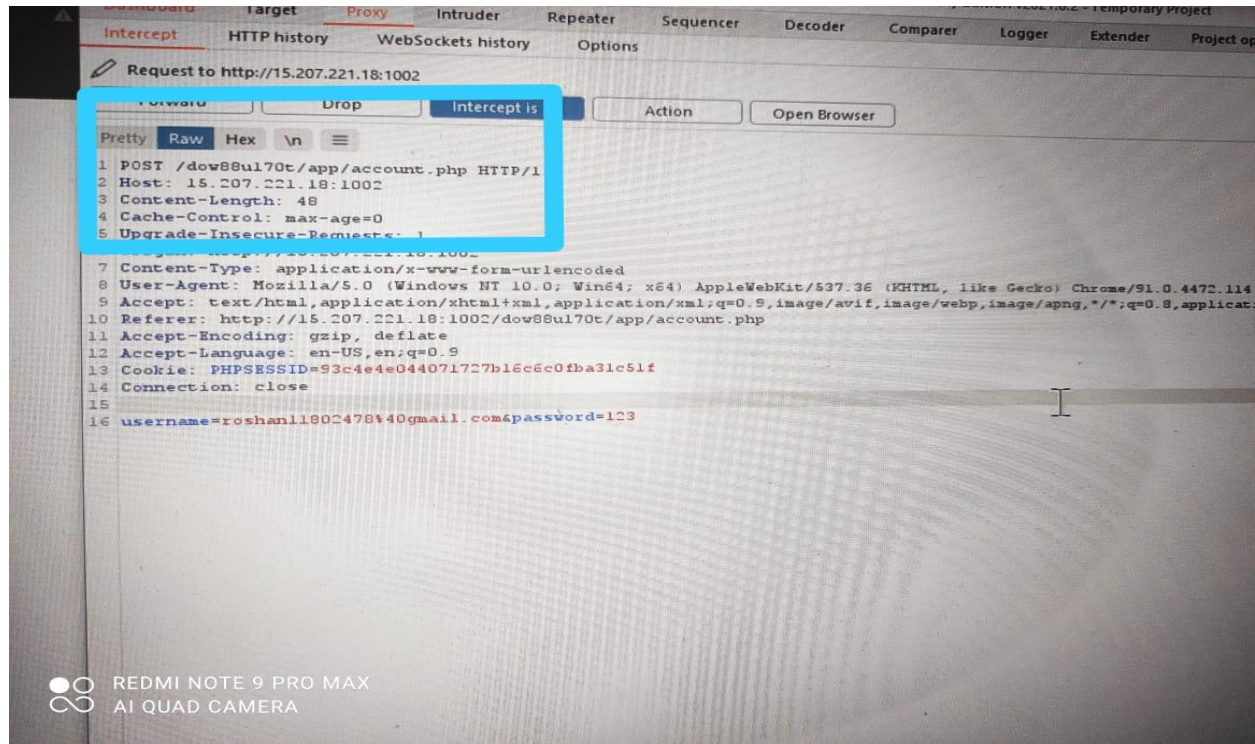 Dashboard Target Proxy Intruder Repeater Sequencer Decoder Comparer Logger Extender Project
Temporary Project
Intercept HTTP history WebSockets history Options
Request to http://15.207.221.18:1002
Forward Drop Intercept is Action Open Browser
Pretty Raw Hex \n
1 POST /dow88ul70t/app/account.php HTTP/1
2 Host: 15.207.221.18:1002
3 Content-Length: 48
4 Cache-Control: max-age=0
5 Upgrade-Insecure-Requests: 1
7 Content-Type: application/x-www-form-urlencoded
8 User-Agent: Mozilla/5.0 (Windows NT 10.0; Win64; x64) AppleWebKit/537.36 (KHTML, like Gecko) Chrome/91.0.4472.114
9 Accept: text/html,application/xhtml+xml,application/xml;q=0.9,image/avif,image/webp,image/apng,*/*;q=0.8,applicat
10 Referer: http://15.207.221.18:1002/dow88ul70t/app/account.php
11 Accept-Encoding: gzip, deflate
12 Accept-Language: en-US,en;q=0.9
13 Cookie: PHPSESSID=93c4e4e044071727b16c6c0fba31c51f
14 Connection: close
15
16 username=roshan11802478%40gmail.com&password=123
REDMI NOTE 9 PRO MAX
AI QUAD CAMERA